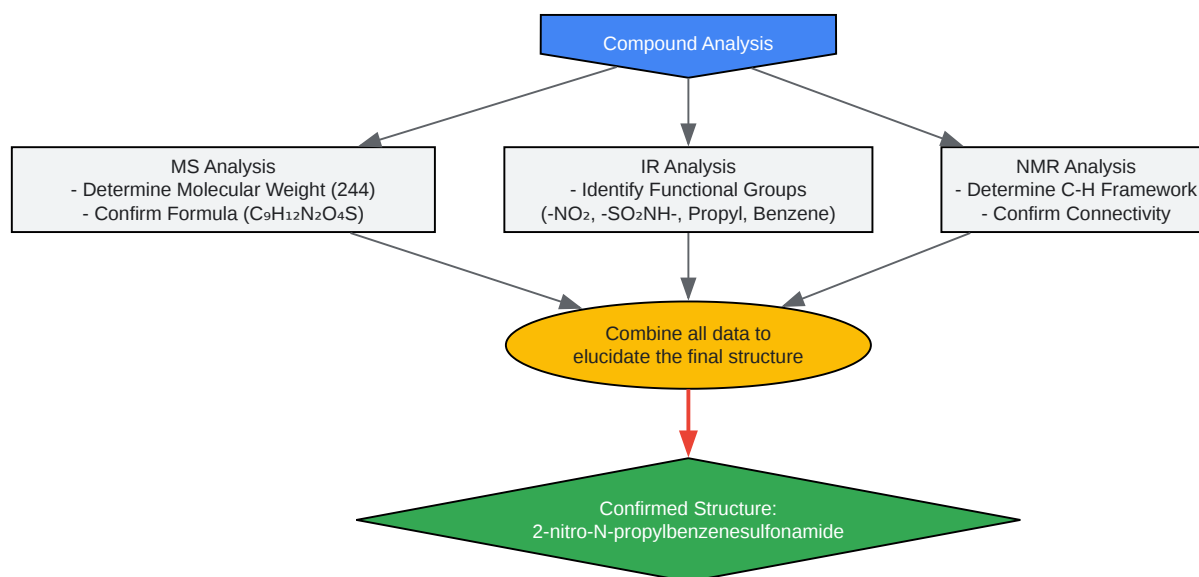 Compound Analysis
MS Analysis
- Determine Molecular Weight (244)
- Confirm Formula (C₉H₁₂N₂O₄S)
IR Analysis
- Identify Functional Groups
(-NO₂, -SO₂NH-, Propyl, Benzene)
NMR Analysis
- Determine C-H Framework
- Confirm Connectivity
Combine all data to
elucidate the final structure
Confirmed Structure:
2-nitro-N-propylbenzenesulfonamide